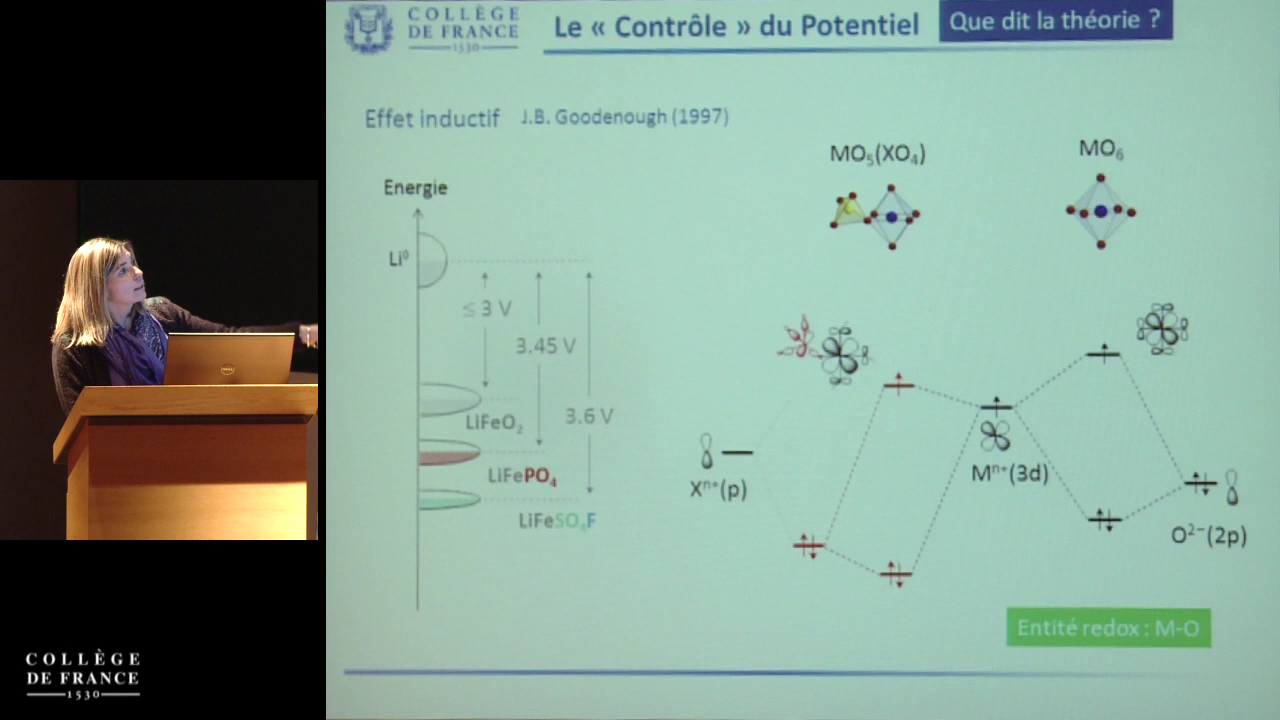 COLLÈGE
DE FRANCE
1530
Le « Contrôle » du Potentiel
Que dit la théorie ?
Effet inductif J.B. Goodenough (1997)
MO₅(XO₄)
MO₆
Energie
Li⁰
≤ 3 V
3.45 V
3.6 V
LiFeO₂
LiFePO₄
LiFeSO₄F
Xⁿ⁺(p)
Mⁿ⁺(3d)
O²⁻(2p)
Entité redox : M-O
COLLÈGE
DE FRANCE
1530